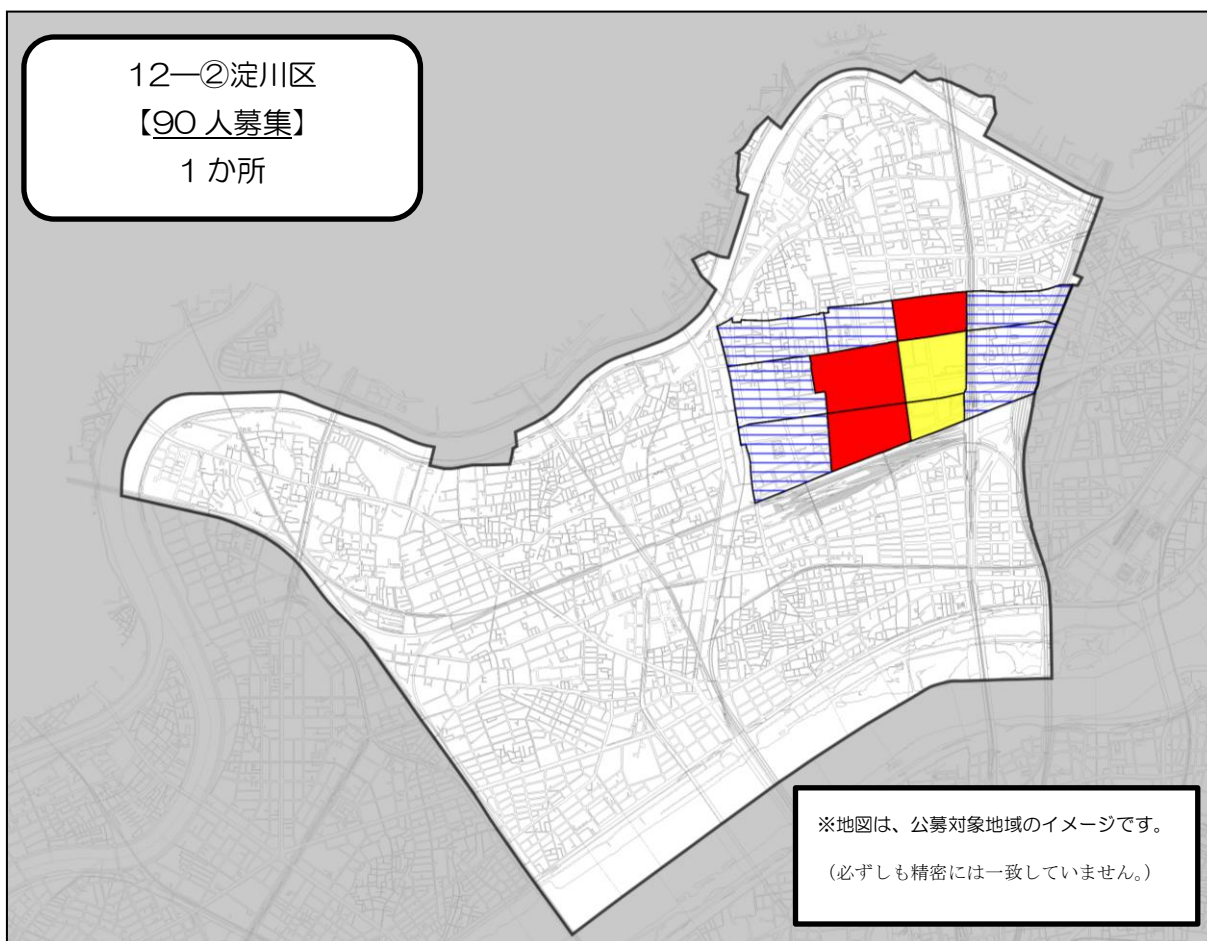 12―②淀川区
【90 人募集】
1 か所
※地図は、公募対象地域のイメージです。
（必ずしも精密には一致していません。）